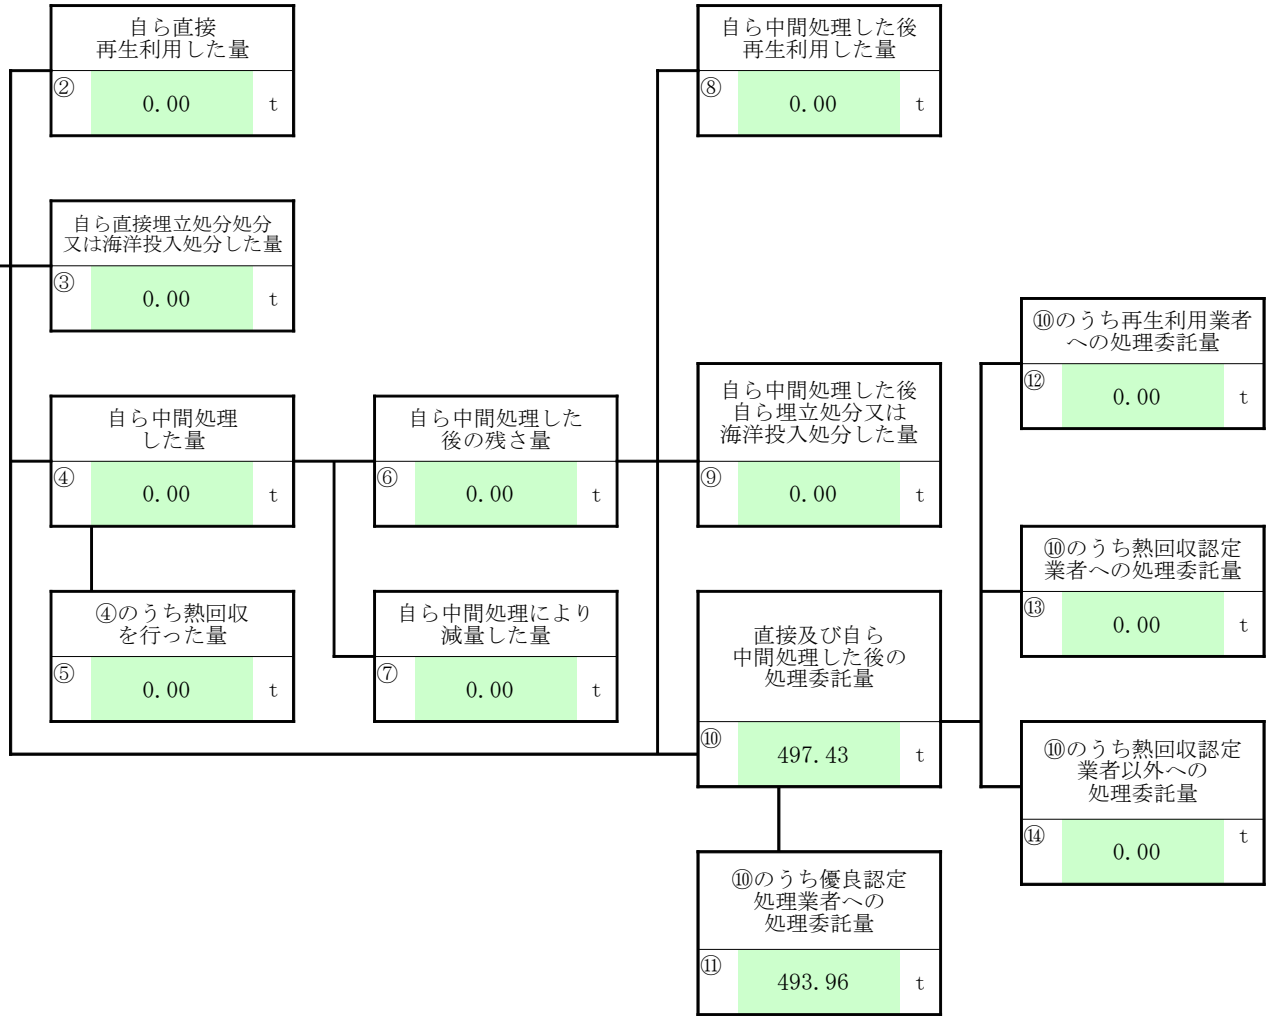 自ら直接
再生利用した量
②
0.00
t
自ら直接埋立処分処分
又は海洋投入処分した量
③
0.00
t
自ら中間処理
した量
④
0.00
t
④のうち熱回収
を行った量
⑤
0.00
t
自ら中間処理した
後の残さ量
⑥
0.00
t
自ら中間処理により
減量した量
⑦
0.00
t
自ら中間処理した後
再生利用した量
⑧
0.00
t
自ら中間処理した後
自ら埋立処分又は
海洋投入処分した量
⑨
0.00
t
直接及び自ら
中間処理した後の
処理委託量
⑩
497.43
t
⑩のうち優良認定
処理業者への
処理委託量
⑪
493.96
t
⑩のうち再生利用業者
への処理委託量
⑫
0.00
t
⑩のうち熱回収認定
業者への処理委託量
⑬
0.00
t
⑩のうち熱回収認定
業者以外への
処理委託量
⑭
0.00
t